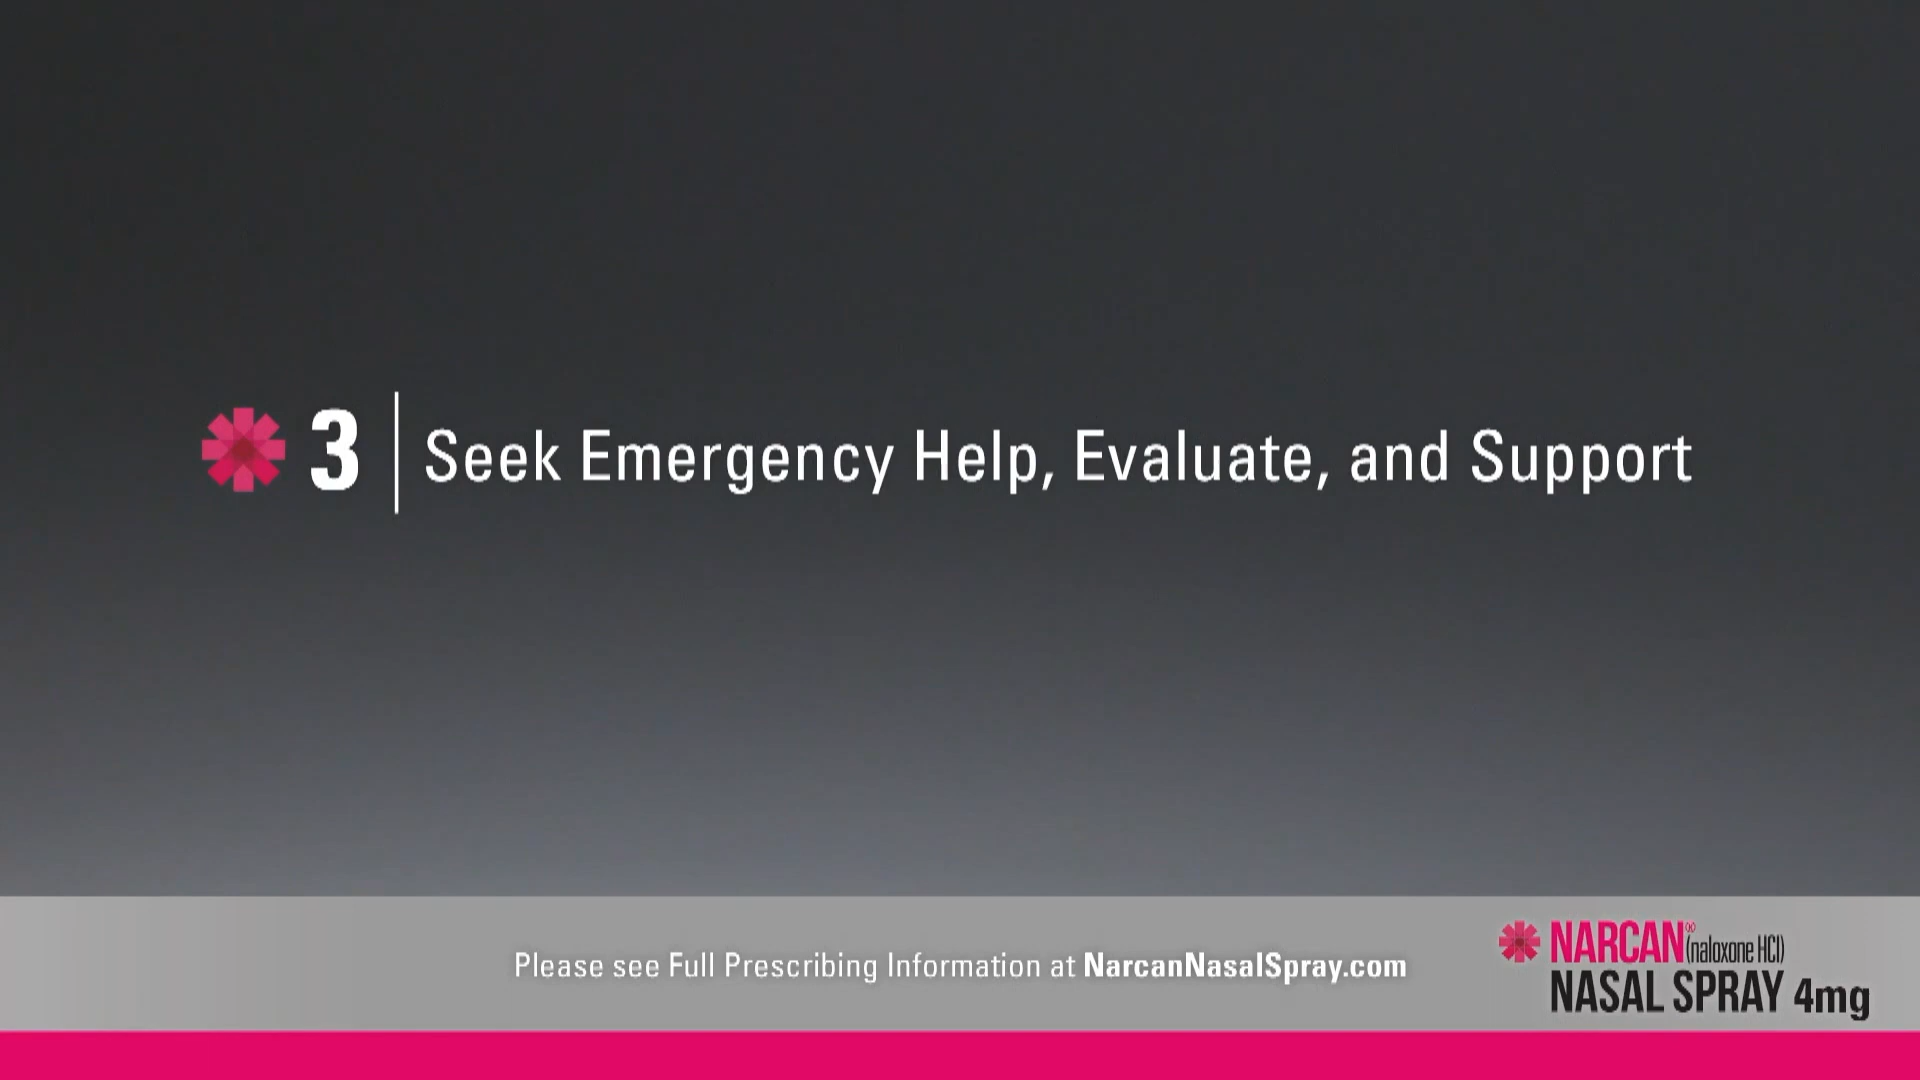 3 | Seek Emergency Help, Evaluate, and Support
Please see Full Prescribing Information at NarcanNasalSpray.com
NARCAN® (naloxone HCl)
NASAL SPRAY 4mg